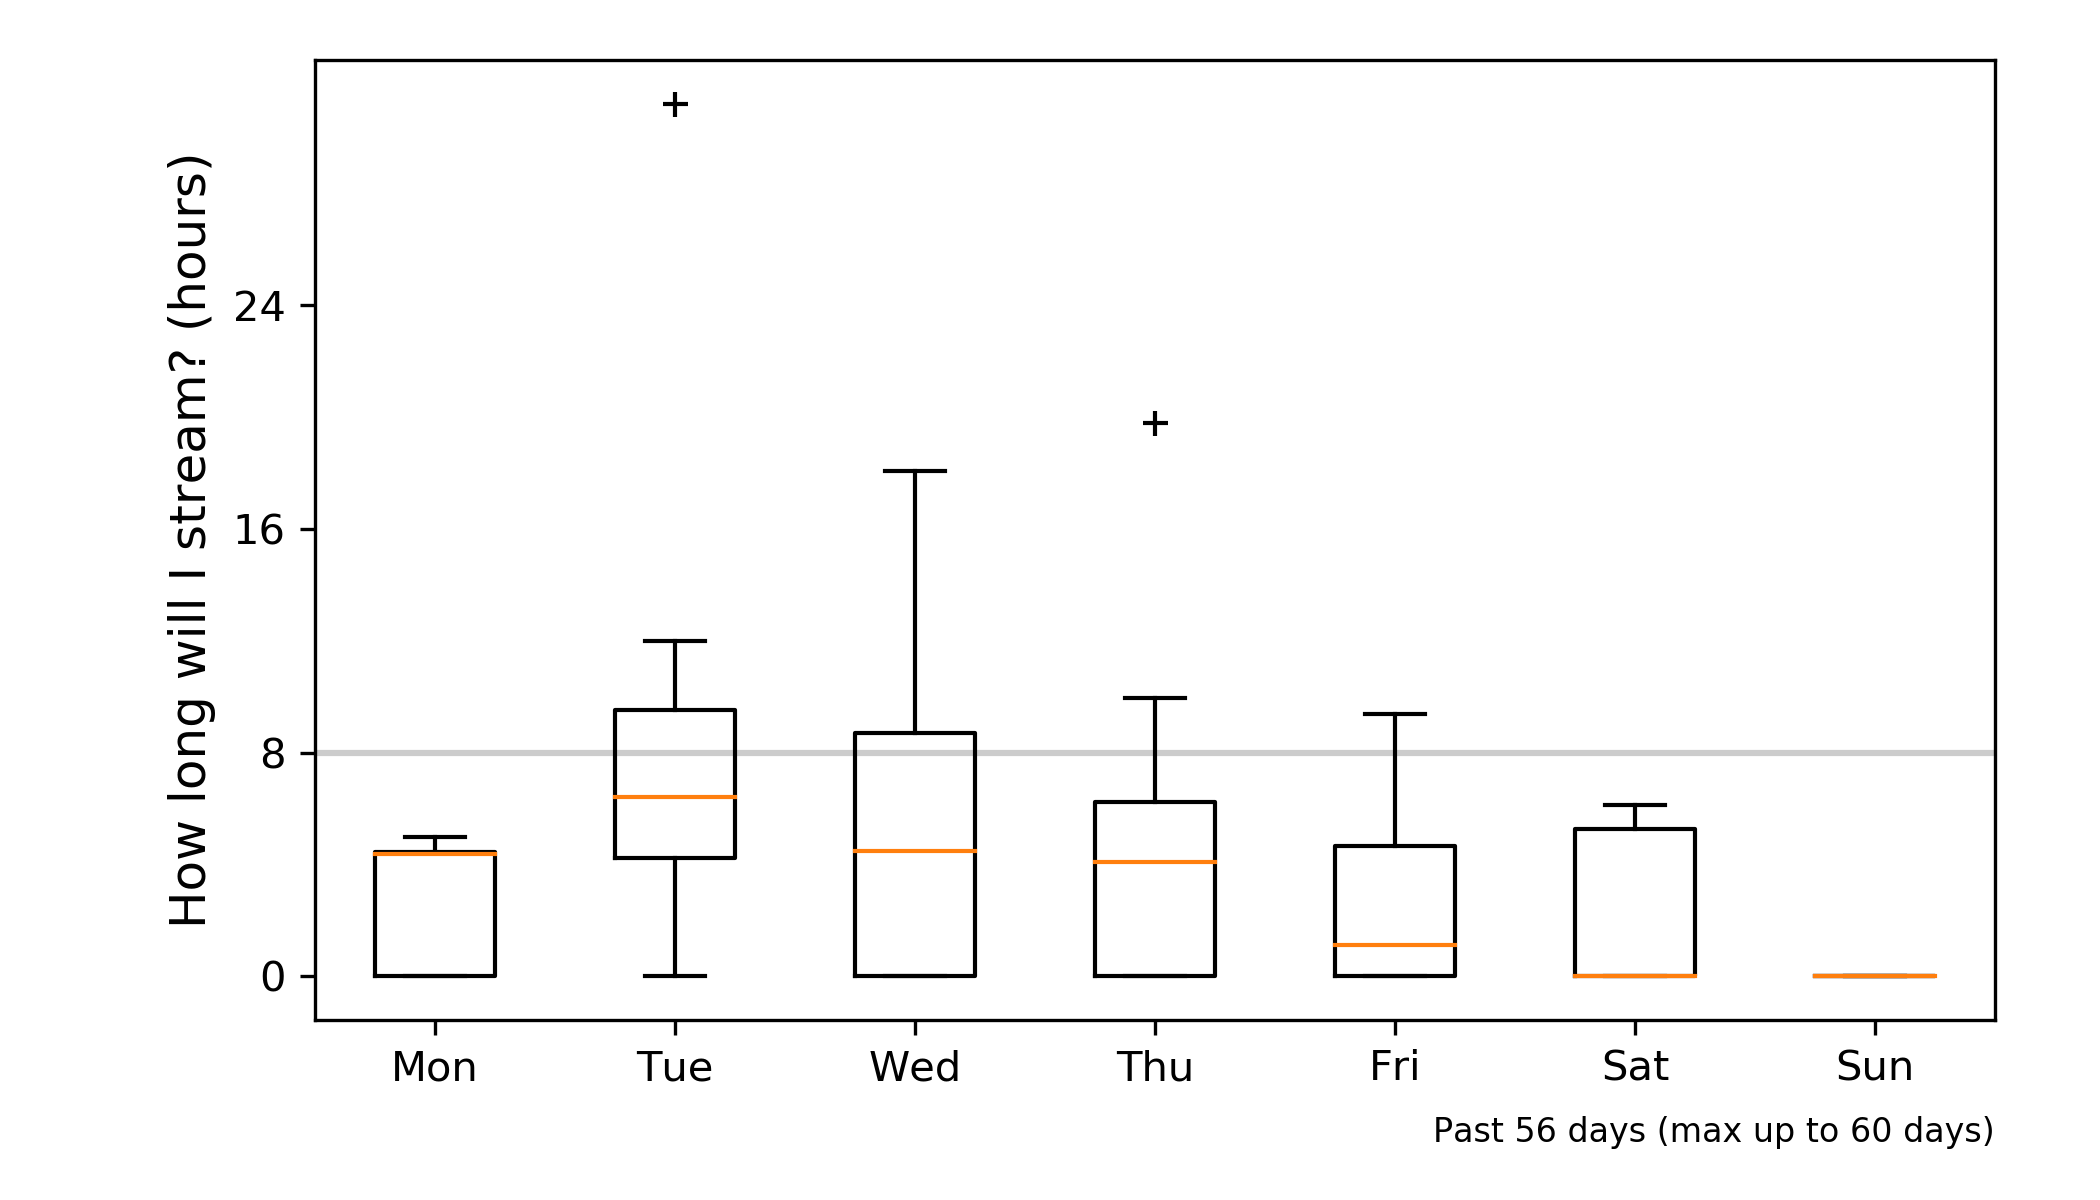 How long will I stream? (hours)
24
16
8
0
Mon Tue Wed Thu Fri Sat Sun
Past 56 days (max up to 60 days)